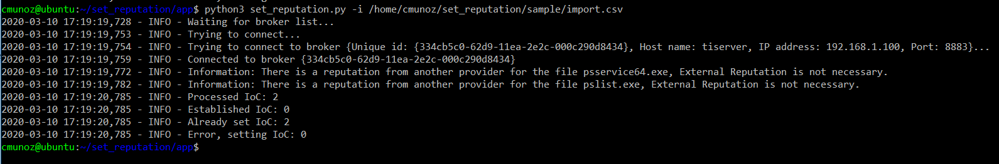 cmunoz@ubuntu:~/set_reputation/app$ python3 set_reputation.py -i /home/cmunoz/set_reputation/sample/import.csv
2020-03-10 17:19:19,728 - INFO - Waiting for broker list...
2020-03-10 17:19:19,753 - INFO - Trying to connect...
2020-03-10 17:19:19,754 - INFO - Trying to connect to broker {Unique id: {334cb5c0-62d9-11ea-2e2c-000c290d8434}, Host name: tiserver, IP address: 192.168.1.100, Port: 8883}...
2020-03-10 17:19:19,759 - INFO - Connected to broker {334cb5c0-62d9-11ea-2e2c-000c290d8434}
2020-03-10 17:19:19,772 - INFO - Information: There is a reputation from another provider for the file psservice64.exe, External Reputation is not necessary.
2020-03-10 17:19:19,782 - INFO - Information: There is a reputation from another provider for the file pslist.exe, External Reputation is not necessary.
2020-03-10 17:19:20,785 - INFO - Processed IoC: 2
2020-03-10 17:19:20,785 - INFO - Established IoC: 0
2020-03-10 17:19:20,785 - INFO - Already set IoC: 2
2020-03-10 17:19:20,785 - INFO - Error, setting IoC: 0
cmunoz@ubuntu:~/set_reputation/app$